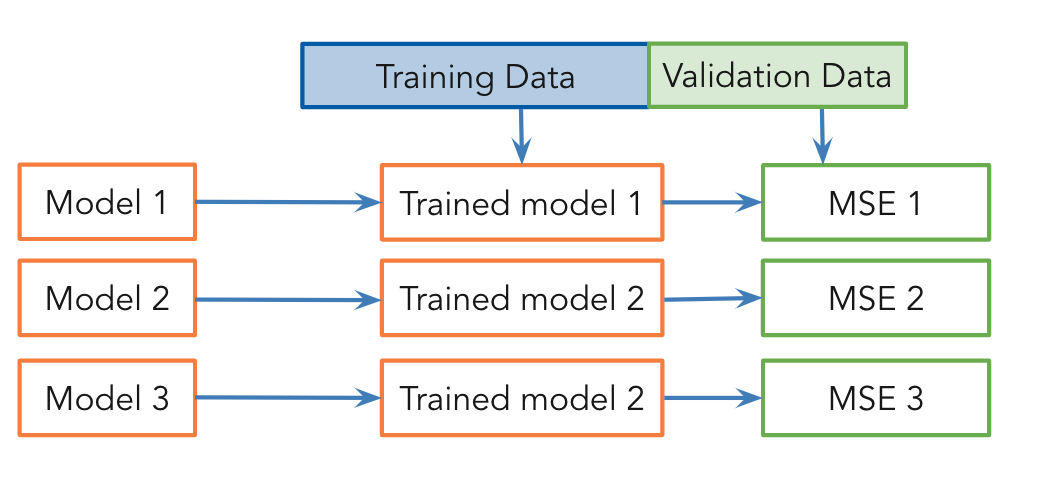 Training Data
Validation Data
Model 1
Trained model 1
MSE 1
Model 2
Trained model 2
MSE 2
Model 3
Trained model 2
MSE 3